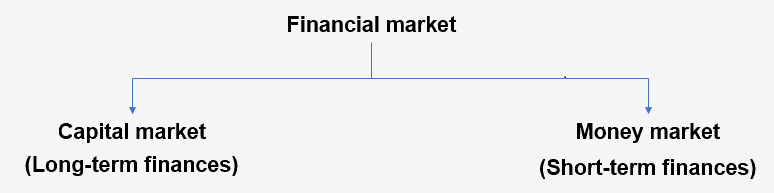 Financial market
Capital market
(Long-term finances)
Money market
(Short-term finances)